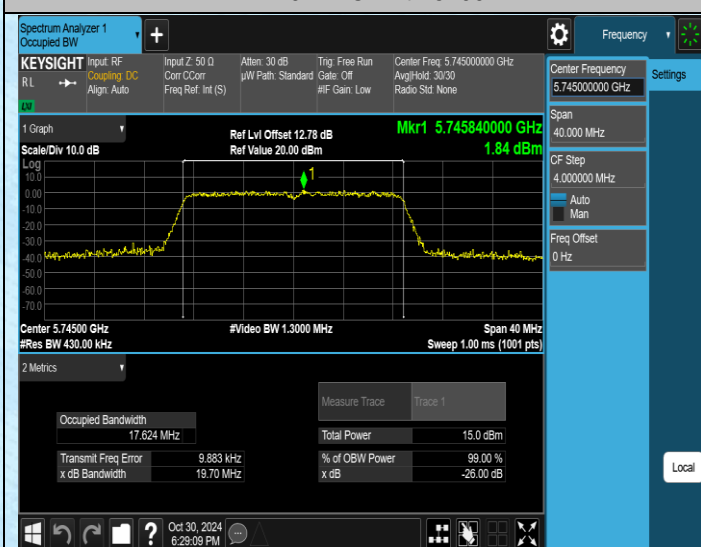 Spectrum Analyzer 1
Occupied BW
Frequency
KEYSIGHT
RL
LXI
Input: RF
Coupling: DC
Align: Auto
Input Z: 50 Ω
Corr CCorr
Freq Ref: Int (S)
Atten: 30 dB
µW Path: Standard
Trig: Free Run
Gate: Off
#IF Gain: Low
Center Freq: 5.745000000 GHz
Avg|Hold: 30/30
Radio Std: None
Center Frequency
5.745000000 GHz
Settings
Span
40.000 MHz
CF Step
4.000000 MHz
Auto
Man
Freq Offset
0 Hz
Local
1 Graph
Scale/Div 10.0 dB
Ref Lvl Offset 12.78 dB
Ref Value 20.00 dBm
Mkr1 5.745840000 GHz
1.84 dBm
Log
10.0
0.00
-10.0
-20.0
-30.0
-40.0
-50.0
-60.0
-70.0
1
Center 5.74500 GHz
#Res BW 430.00 kHz
#Video BW 1.3000 MHz
Span 40 MHz
Sweep 1.00 ms (1001 pts)
2 Metrics
Measure Trace Trace 1
Occupied Bandwidth
17.624 MHz
Total Power 15.0 dBm
Transmit Freq Error 9.883 kHz
% of OBW Power 99.00 %
x dB Bandwidth 19.70 MHz
x dB -26.00 dB
?
Oct 30, 2024
6:29:09 PM